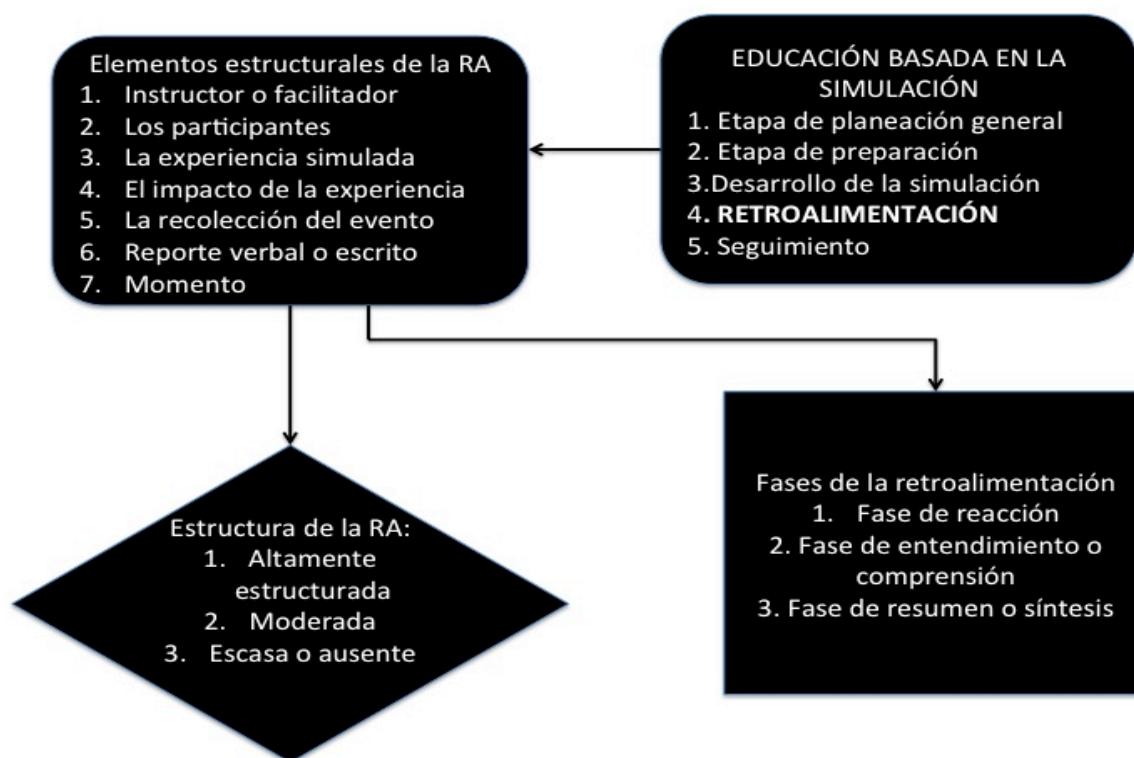 Elementos estructurales de la RA
1. Instructor o facilitador
2. Los participantes
3. La experiencia simulada
4. El impacto de la experiencia
5. La recolección del evento
6. Reporte verbal o escrito
7. Momento
EDUCACIÓN BASADA EN LA
SIMULACIÓN
1. Etapa de planeación general
2. Etapa de preparación
3.Desarrollo de la simulación
4. RETROALIMENTACIÓN
5. Seguimiento
Estructura de la RA:
1. Altamente
estructurada
2. Moderada
3. Escasa o ausente
Fases de la retroalimentación
1. Fase de reacción
2. Fase de entendimiento o
comprensión
3. Fase de resumen o síntesis